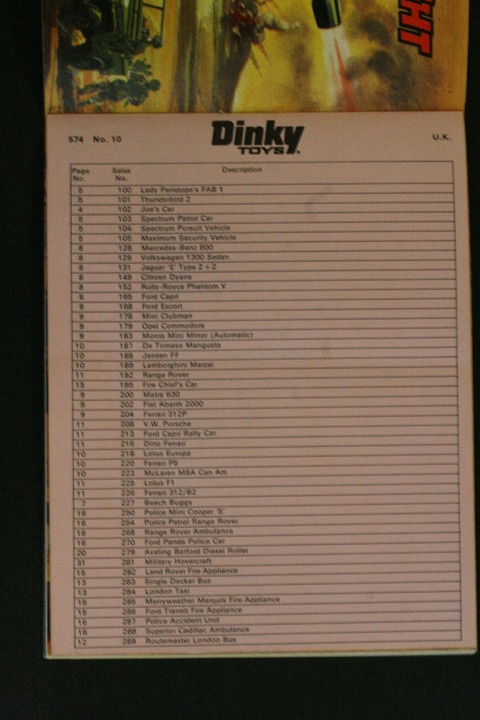 GHT
574 No. 10
Dinky
TOYS
U.K.
Page No. Sales No. Description
5 100 Lady Penelope's FAB 1
5 101 Thunderbird 2
4 102 Joe's Car
5 103 Spectrum Patrol Car
5 104 Spectrum Pursuit Vehicle
5 105 Maximum Security Vehicle
8 128 Mercedes-Benz 600
8 129 Volkswagen 1300 Sedan
8 131 Jaguar 'E' Type 2+2
8 149 Citroen Dyane
8 152 Rolls-Royce Phantom V
8 165 Ford Capri
8 168 Ford Escort
9 178 Mini Clubman
9 179 Opel Commodore
9 183 Morris Mini Minor (Automatic)
10 187 De Tomaso Mangusta
10 188 Jensen FF
10 189 Lamborghini Marzal
11 192 Range Rover
15 195 Fire Chief's Car
9 200 Matra 630
9 202 Fiat Abarth 2000
9 204 Ferrari 312P
11 208 V.W. Porsche
11 213 Ford Capri Rally Car
11 216 Dino Ferrari
10 218 Lotus Europa
10 220 Ferrari P5
10 223 McLaren M8A Can Am
11 225 Lotus F1
11 226 Ferrari 312/B2
7 227 Beach Buggy
16 250 Police Mini Cooper 'S'
16 254 Police Patrol Range Rover
16 268 Range Rover Ambulance
16 270 Ford Panda Police Car
20 279 Aveling Barford Diesel Roller
31 281 Military Hovercraft
15 282 Land Rover Fire Appliance
13 283 Single Decker Bus
13 284 London Taxi
15 285 Merryweather Marquis Fire Appliance
15 286 Ford Transit Fire Appliance
16 287 Police Accident Unit
16 288 Superior Cadillac Ambulance
12 289 Routemaster London Bus